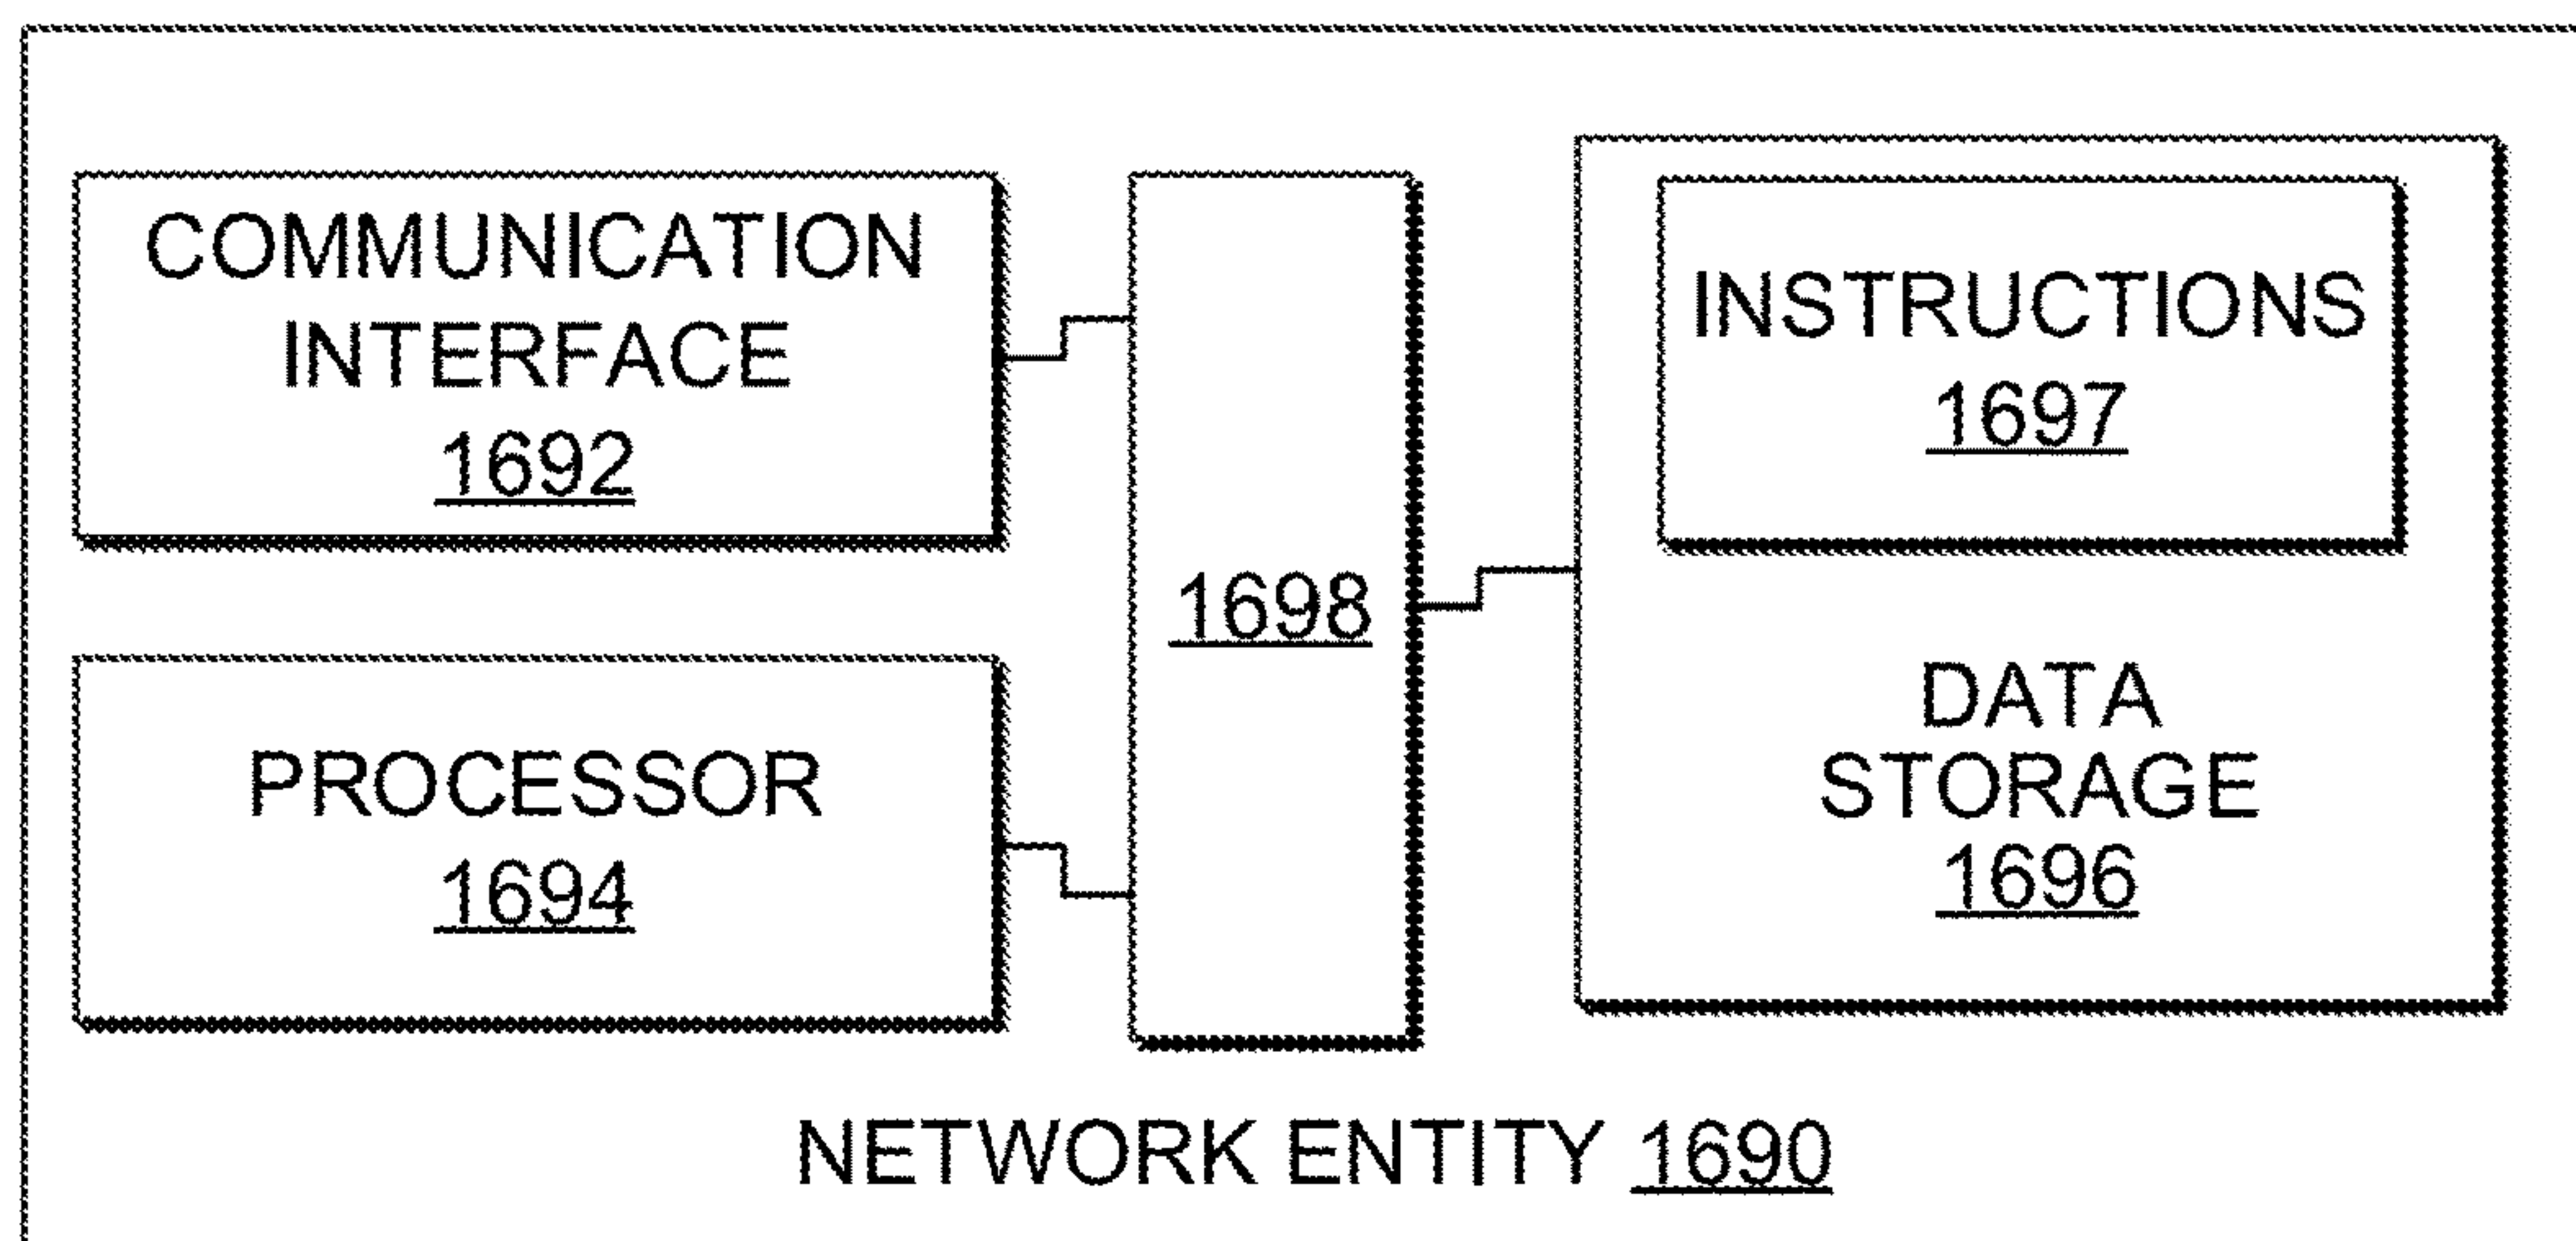 COMMUNICATION
INTERFACE
1692
PROCESSOR
1694
1698
INSTRUCTIONS
1697
DATA
STORAGE
1696
NETWORK ENTITY 1690